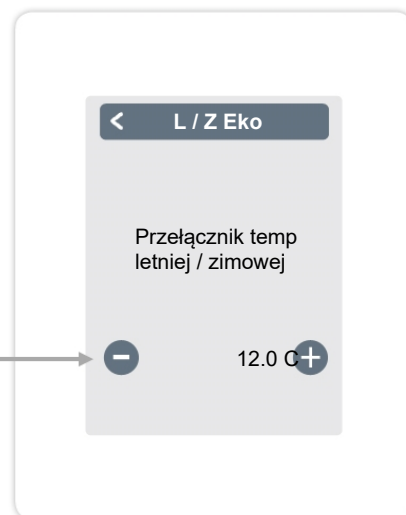 L / Z Eko
Przełącznik temp
letniej / zimowej
12.0 C